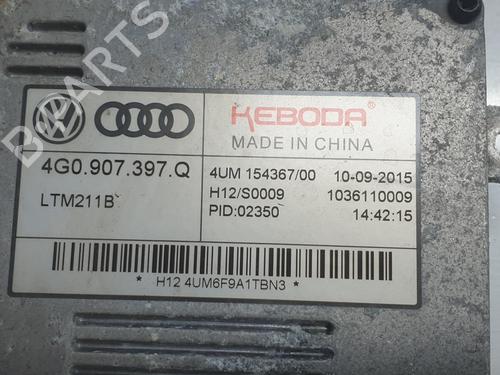 KEBODA®
MADE IN CHINA
4G0.907.397.Q
LTM211B
4UM 154367/00 10-09-2015
H12/S0009 1036110009
PID:02350 14:42:15
* H12 4UM6F9A1TBN3 *
B-PARTS